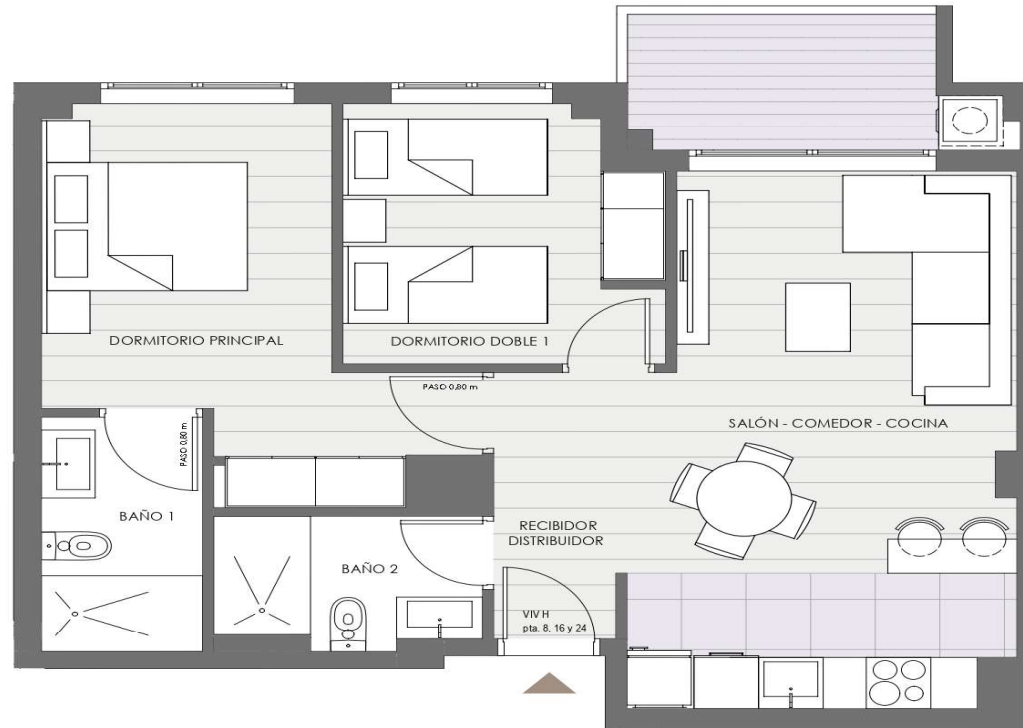 DORMITORIO PRINCIPAL
DORMITORIO DOBLE 1
PASO 0,80 m
SALÓN - COMEDOR - COCINA
PASO 0,80 m
BAÑO 1
RECIBIDOR
DISTRIBUIDOR
BAÑO 2
VIV H
pta. 8. 16 y 24